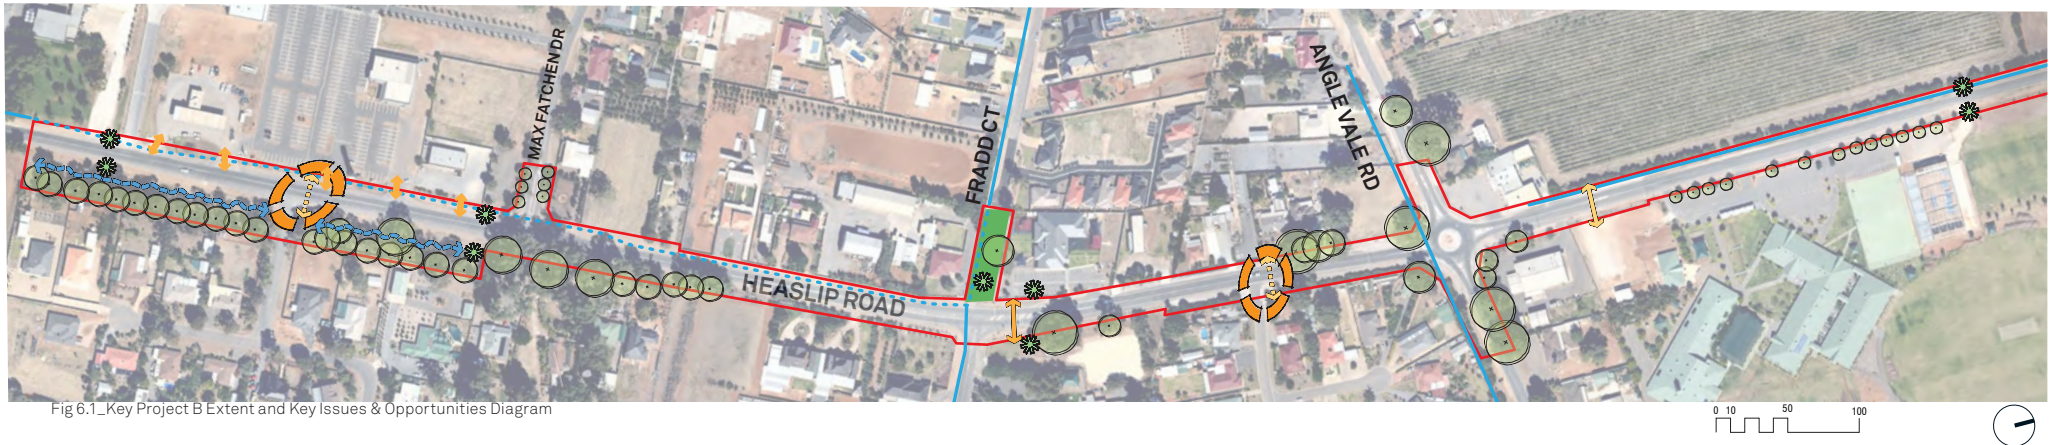 MAX FATCHEN DR
FRADD CT
ANGLE VALE RD
HEASLIP ROAD
Fig 6.1_Key Project B Extent and Key Issues & Opportunities Diagram
0 10 50 100